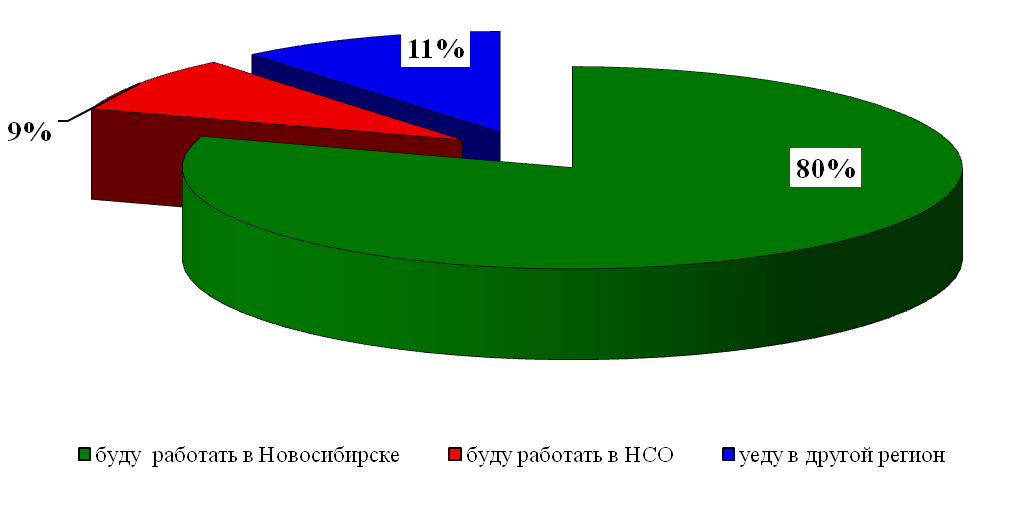 11%
80%
9%
буду работать в Новосибирске
буду работать в НСО
уеду в другой регион